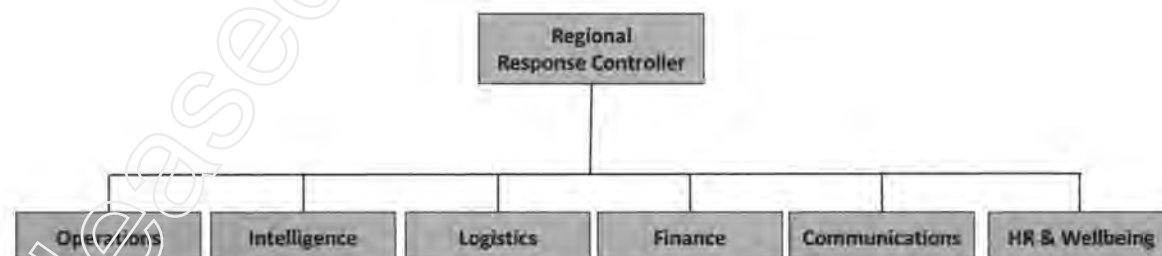 Regional
Response Controller
Operations
Intelligence
Logistics
Finance
Communications
HR & Wellbeing